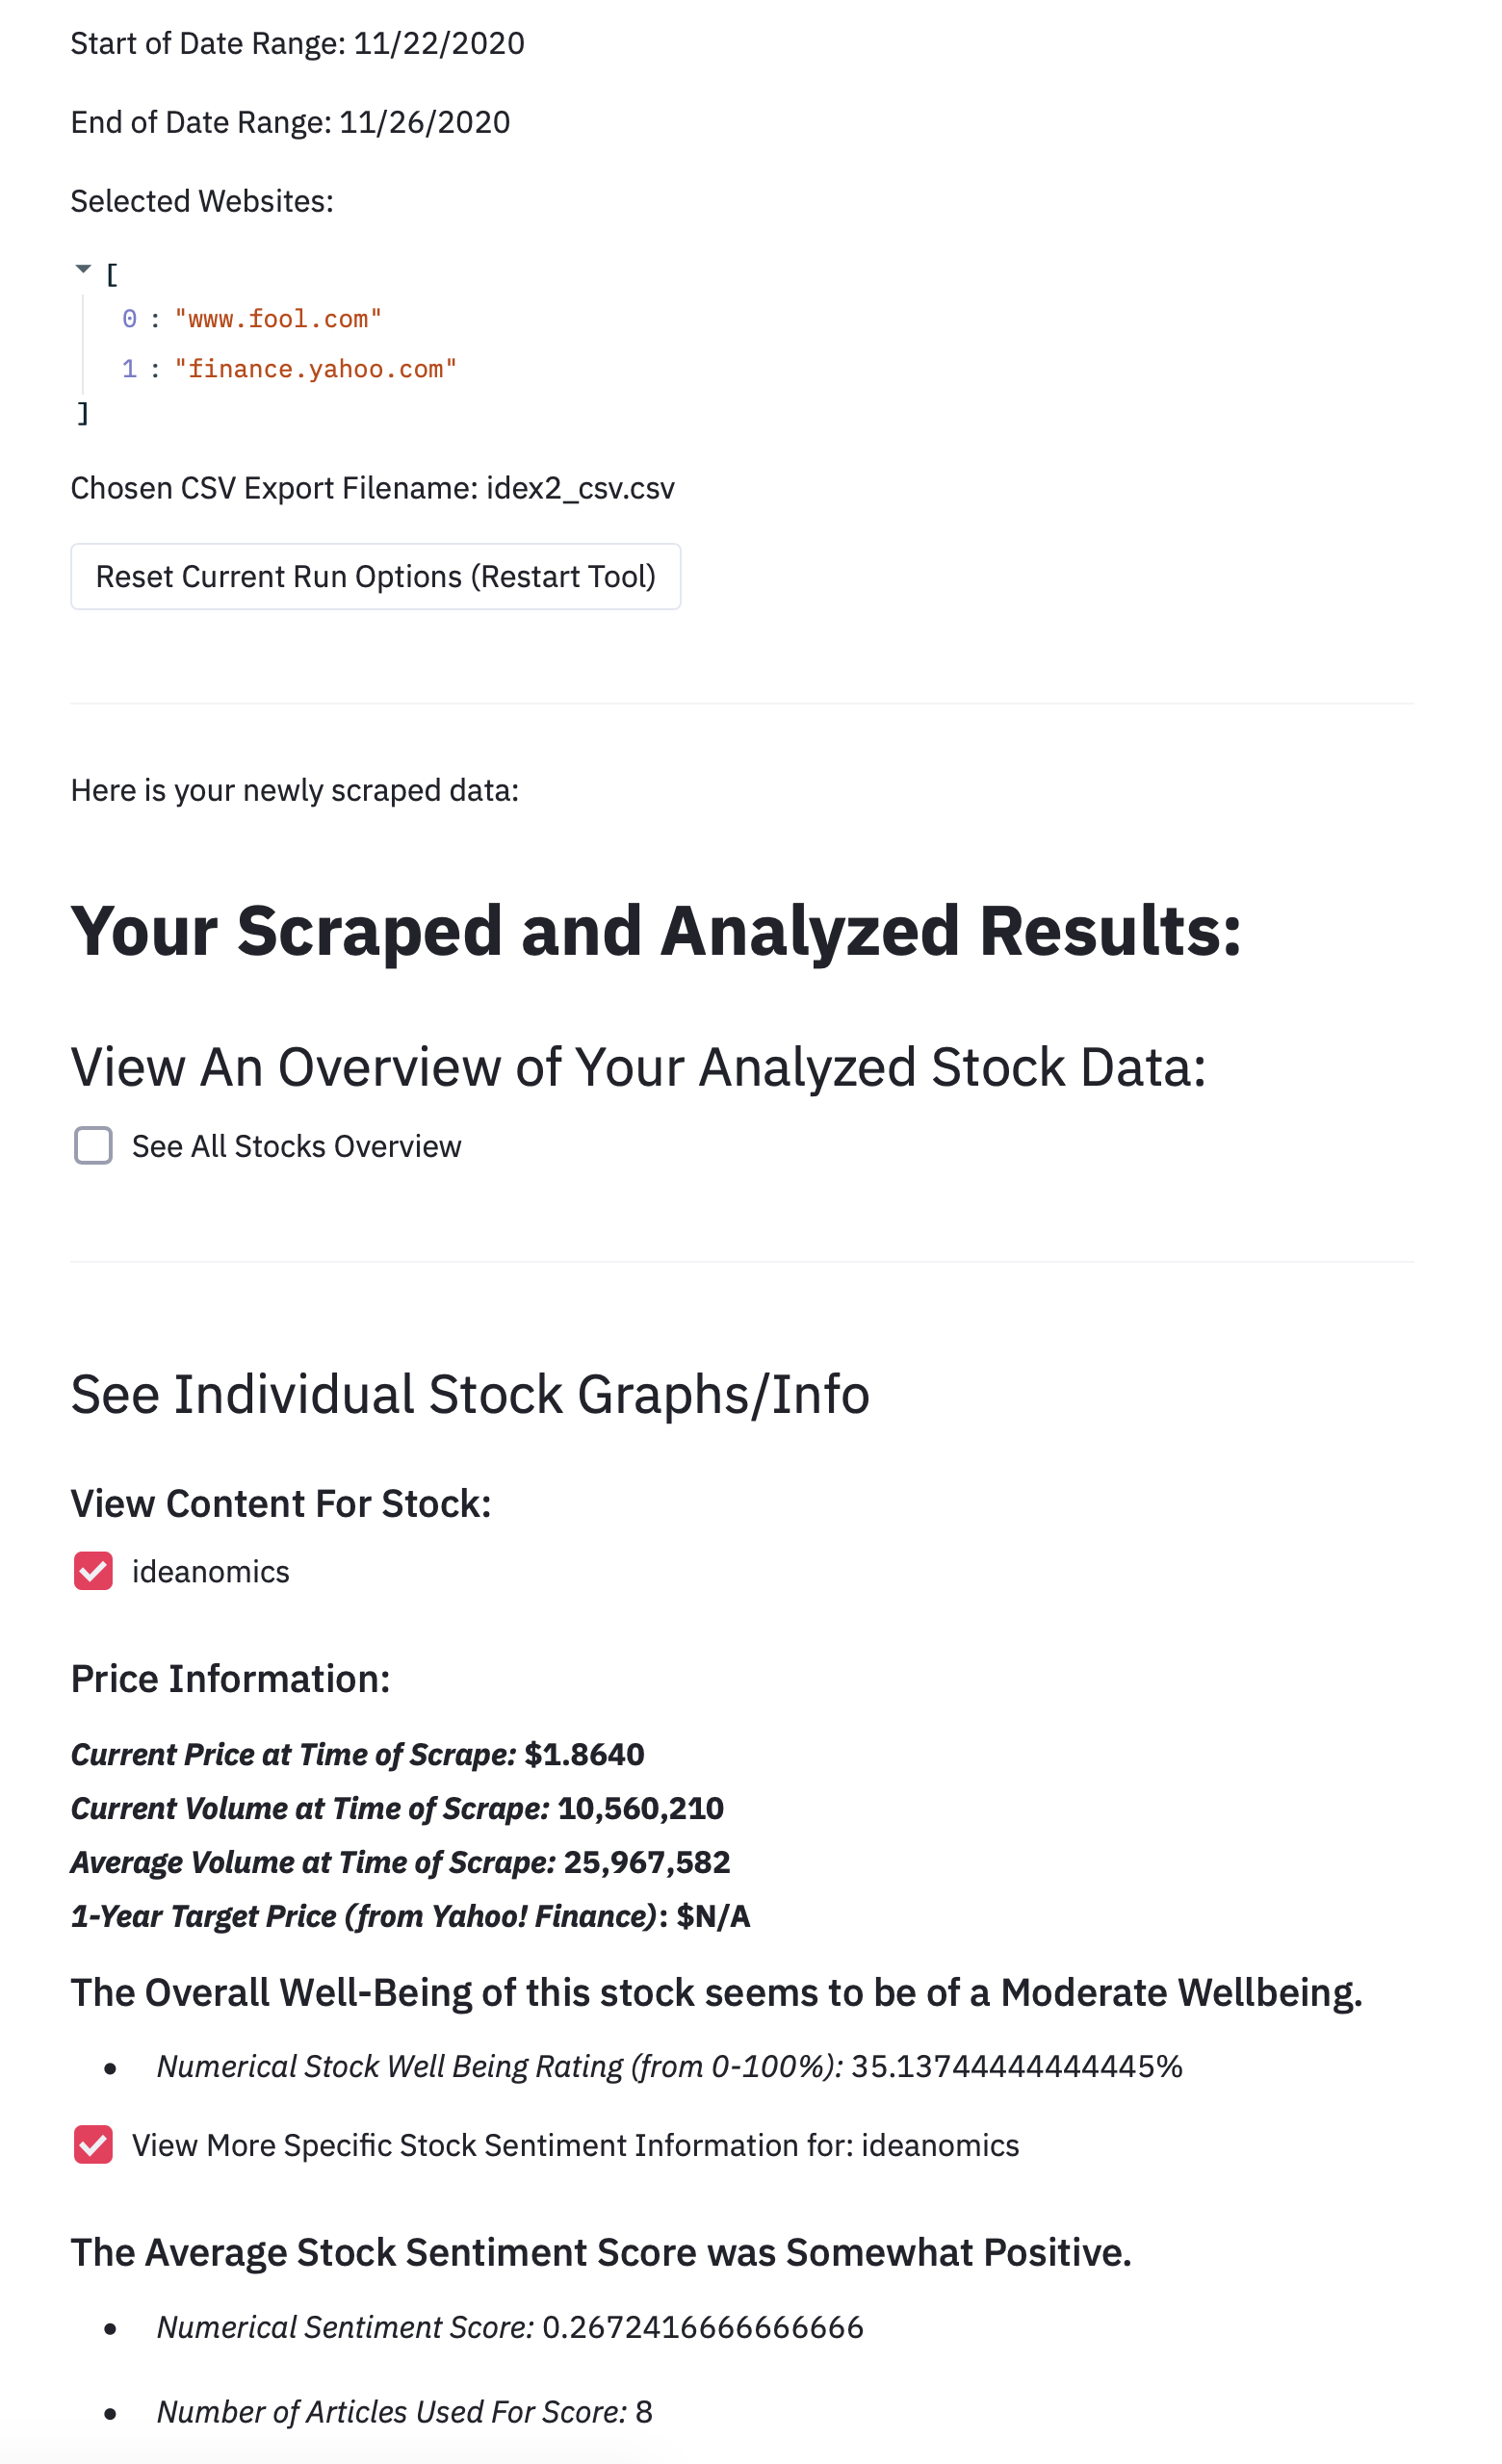 Start of Date Range: 11/22/2020
End of Date Range: 11/26/2020
Selected Websites:
[
0 : "www.fool.com"
1 : "finance.yahoo.com"
]
Chosen CSV Export Filename: idex2_csv.csv
Reset Current Run Options (Restart Tool)
Here is your newly scraped data:
Your Scraped and Analyzed Results:
View An Overview of Your Analyzed Stock Data:
See All Stocks Overview
See Individual Stock Graphs/Info
View Content For Stock:
ideanomics
Price Information:
Current Price at Time of Scrape: $1.8640
Current Volume at Time of Scrape: 10,560,210
Average Volume at Time of Scrape: 25,967,582
1-Year Target Price (from Yahoo! Finance): $N/A
The Overall Well-Being of this stock seems to be of a Moderate Wellbeing.
• Numerical Stock Well Being Rating (from 0-100%): 35.13744444444445%
View More Specific Stock Sentiment Information for: ideanomics
The Average Stock Sentiment Score was Somewhat Positive.
• Numerical Sentiment Score: 0.2672416666666666
• Number of Articles Used For Score: 8